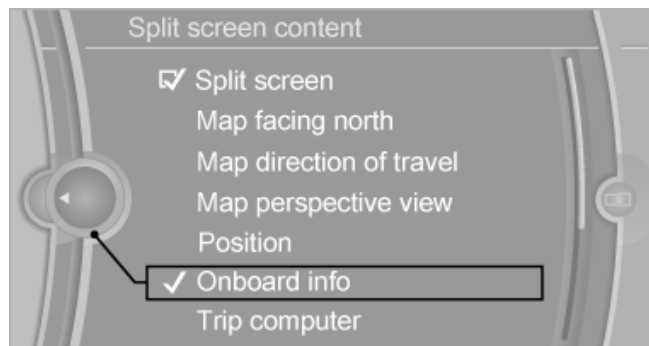 Split screen content
Split screen
Map facing north
Map direction of travel
Map perspective view
Position
Onboard info
Trip computer